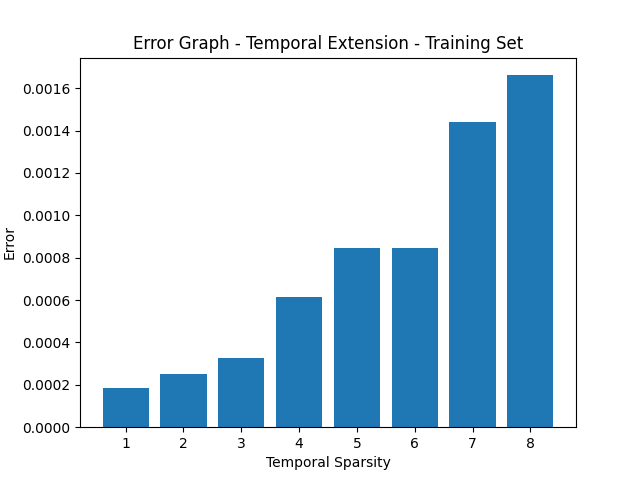 Error Graph - Temporal Extension - Training Set
0.0016
0.0014
0.0012
0.0010
0.0008
0.0006
0.0004
0.0002
0.0000
Error
1 2 3 4 5 6 7 8
Temporal Sparsity